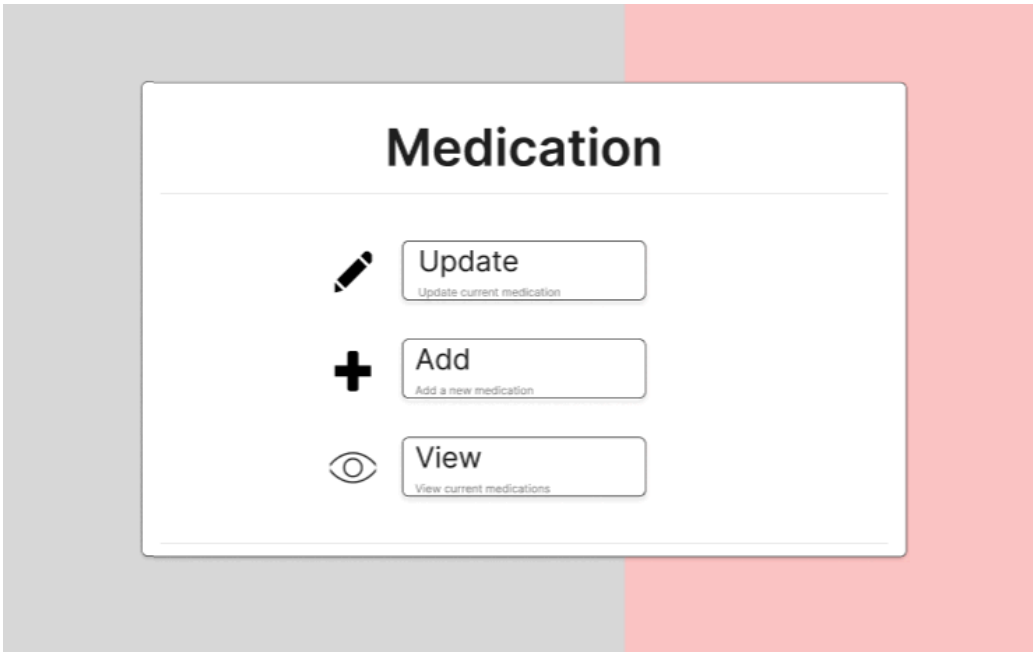 Medication
Update
Update current medication
Add
Add a new medication
View
View current medications